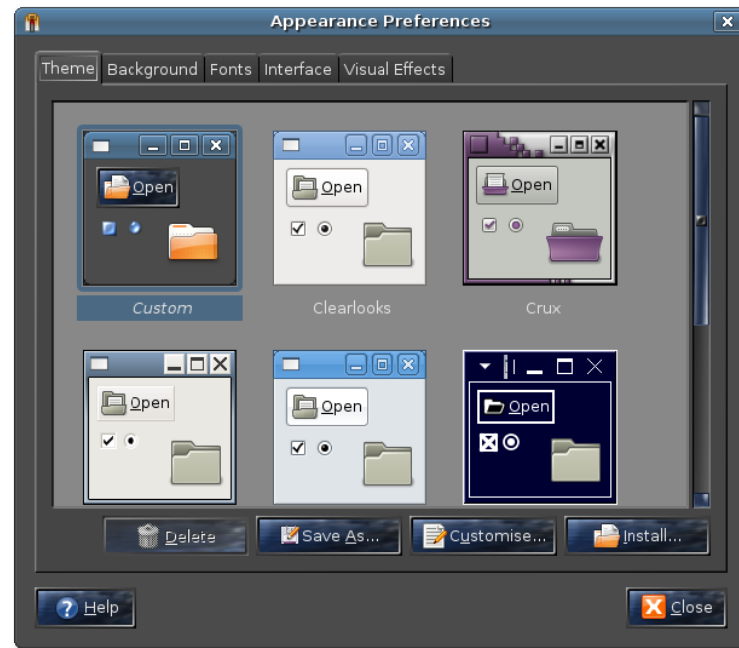 Appearance Preferences
Theme Background Fonts Interface Visual Effects
Open Open Open
Custom Clearlooks Crux
Open Open Open
Delete Save As... Customise... Install...
Help Close